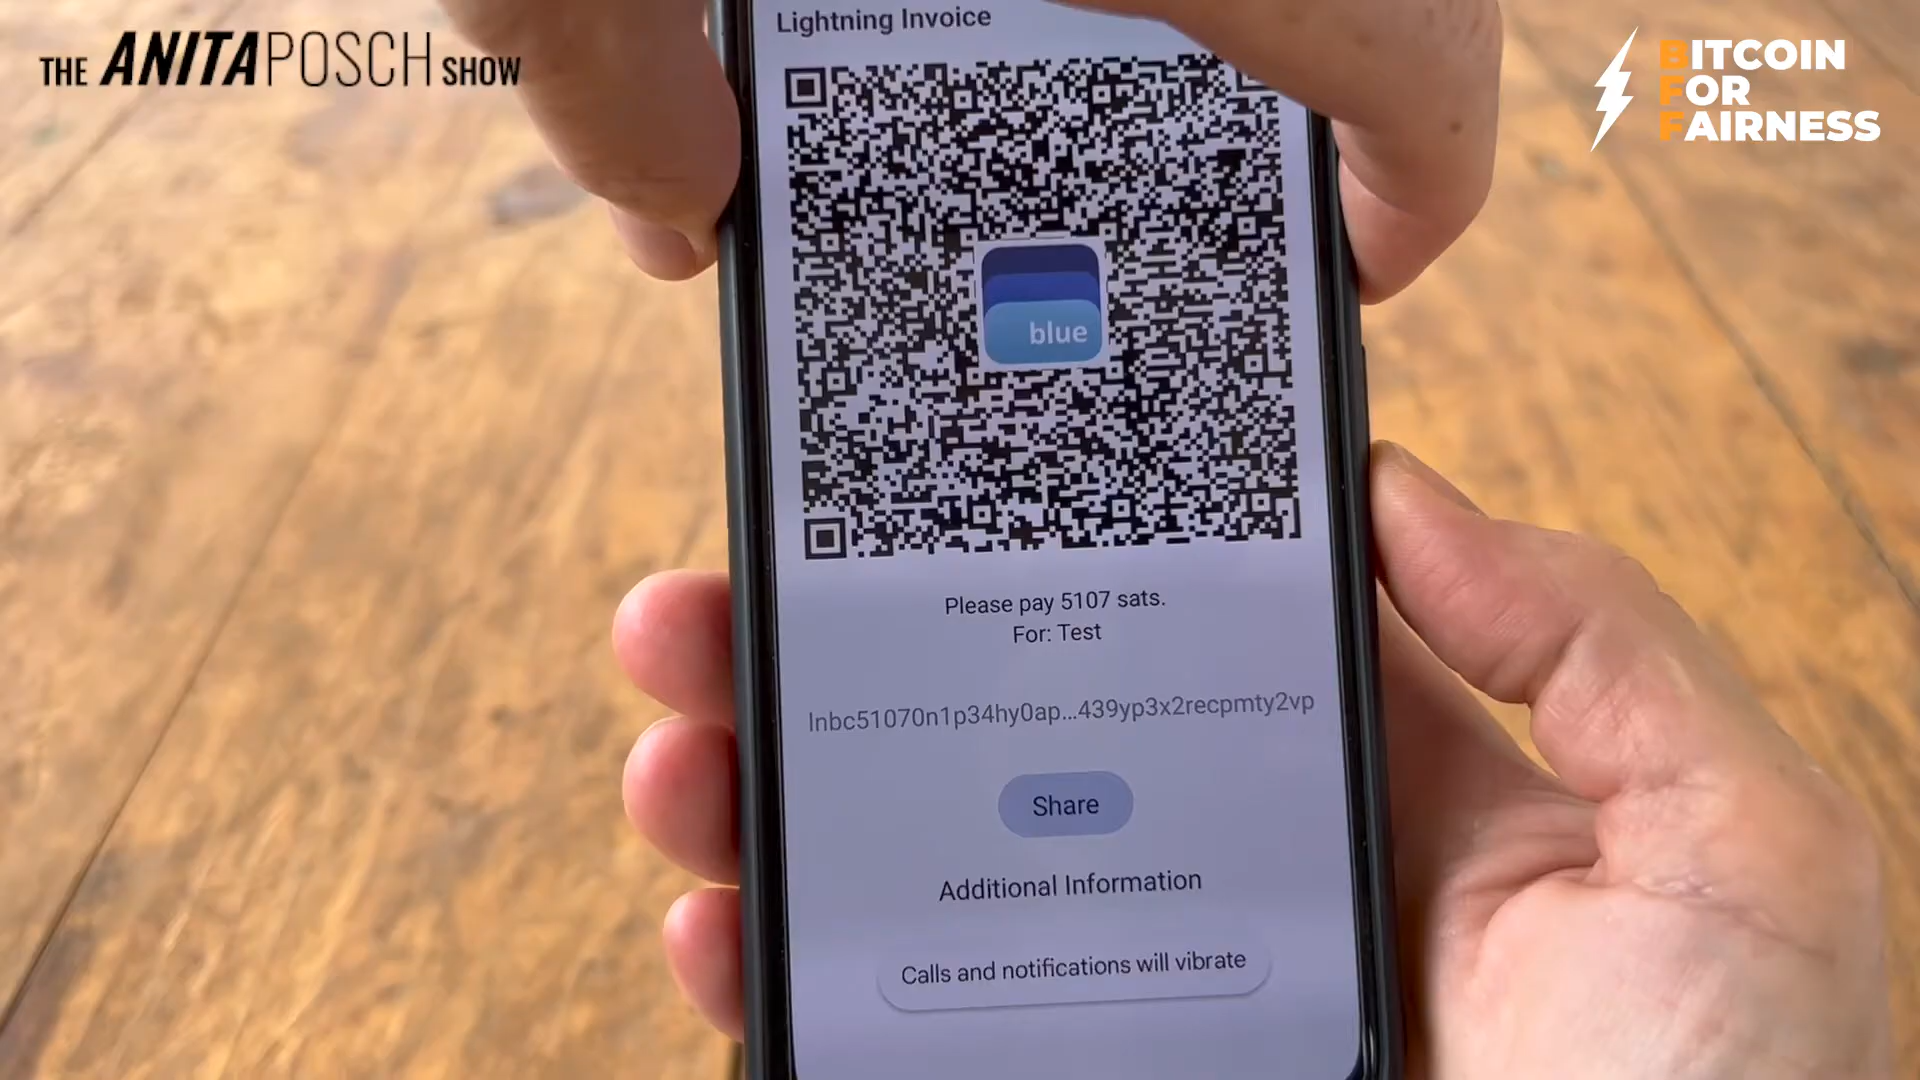 THE ANITA POSCH SHOW
BITCOIN
FOR
FAIRNESS
Lightning Invoice
blue
Please pay 5107 sats.
For: Test
lnbc51070n1p34hy0ap...439yp3x2recpmty2vp
Share
Additional Information
Calls and notifications will vibrate